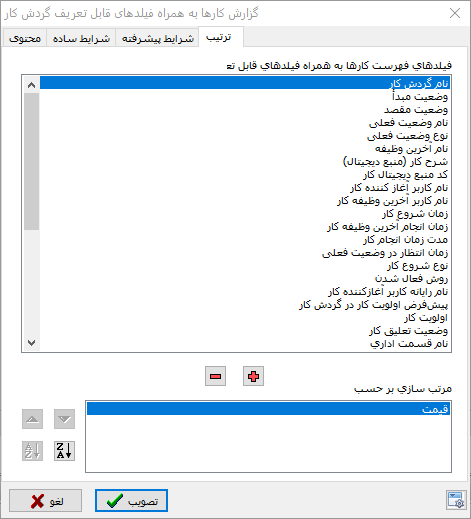 گزارش کارها به همراه فیلدهای قابل تعریف گردش کار
ترتیب
شرایط پیشرفته
شرایط ساده
محتوی
فیلدهای فهرست کارها به همراه فیلدهای قابل تع
نام گردش کار
وضعیت مبدأ
وضعیت مقصد
نام وضعیت فعلی
نوع وضعیت فعلی
نام آخرین وظیفه
شرح کار (منبع دیجیتال)
کد منبع دیجیتال کار
نام کاربر آغاز کننده کار
نام کاربر آخرین وظیفه کار
زمان شروع کار
زمان انجام آخرین وظیفه کار
مدت زمان انجام کار
زمان انتظار در وضعیت فعلی
نوع شروع کار
روش فعال شدن
نام رایانه کاربر آغازکننده کار
پیش‌فرض اولویت کار در گردش کار
اولویت کار
وضعیت تعلیق کار
نام قسمت اداري
مرتب سازي بر حسب
قیمت
A
Z
Z
A
تصویب
لغو